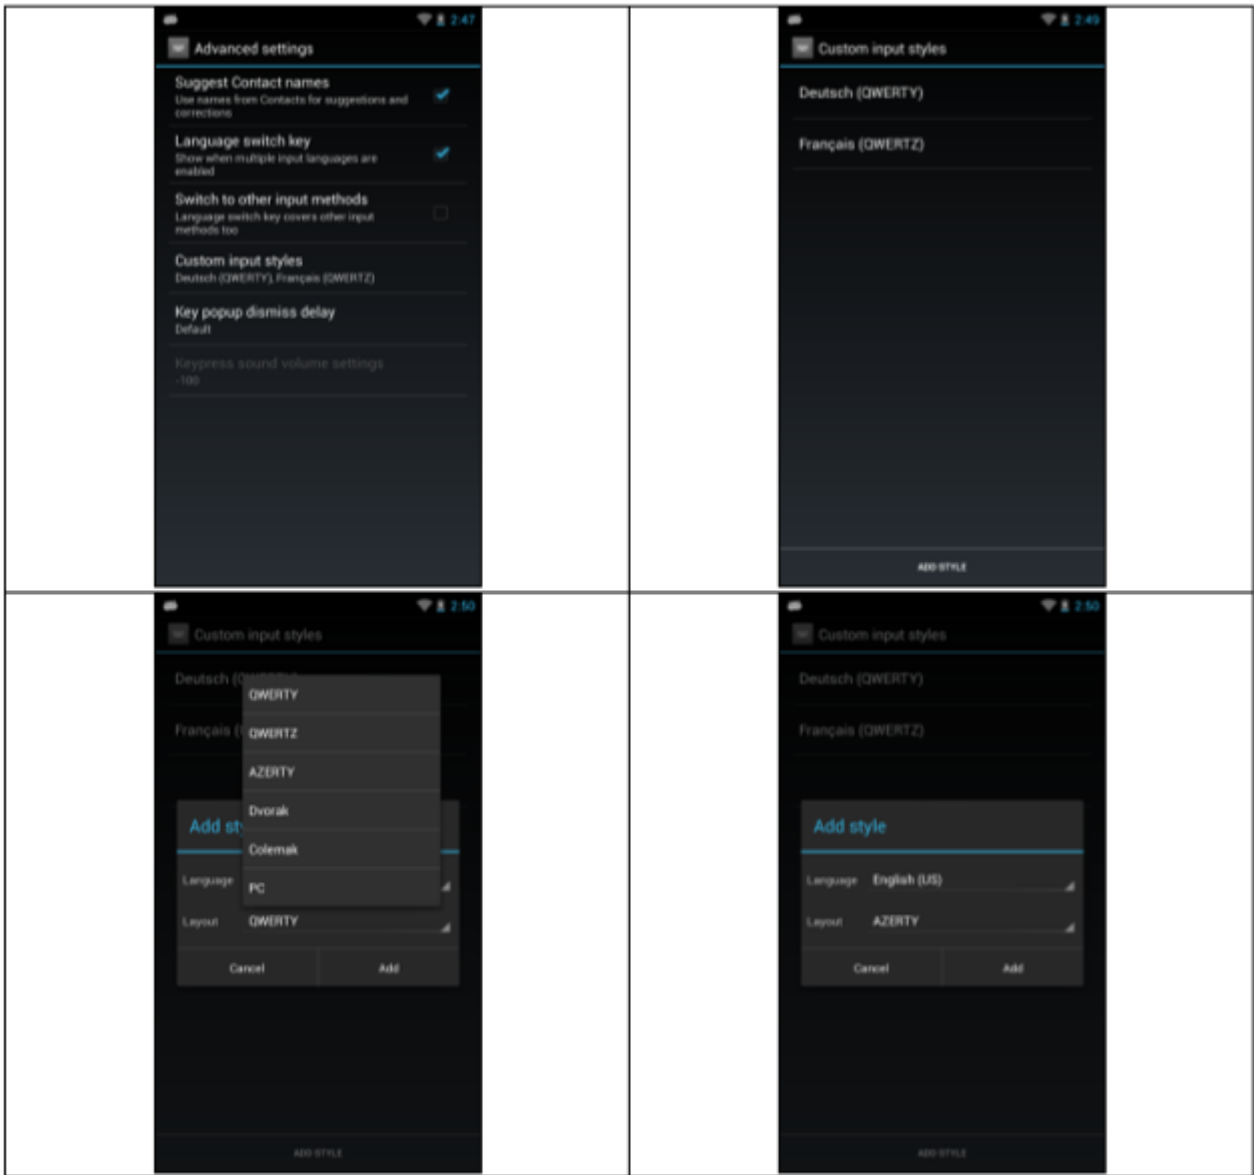 2:47
Advanced settings
Suggest Contact names
Use names from Contacts for suggestions and
corrections
Language switch key
Show when multiple input languages are
enabled
Switch to other input methods
Language switch key covers other input
methods too
Custom input styles
Deutsch (QWERTY), Français (QWERTZ)
Key popup dismiss delay
Default
Keypress sound volume settings
-100
2:49
Custom input styles
Deutsch (QWERTY)
Français (QWERTZ)
ADD STYLE
2:50
Custom input styles
Deutsch (Q
Français (
QWERTY
QWERTZ
AZERTY
Dvorak
Colemak
PC
Add sty
Language
Layout QWERTY
Cancel Add
ADD STYLE
2:50
Custom input styles
Deutsch (QWERTY)
Français (QWERTZ)
Add style
Language English (US)
Layout AZERTY
Cancel Add
ADD STYLE